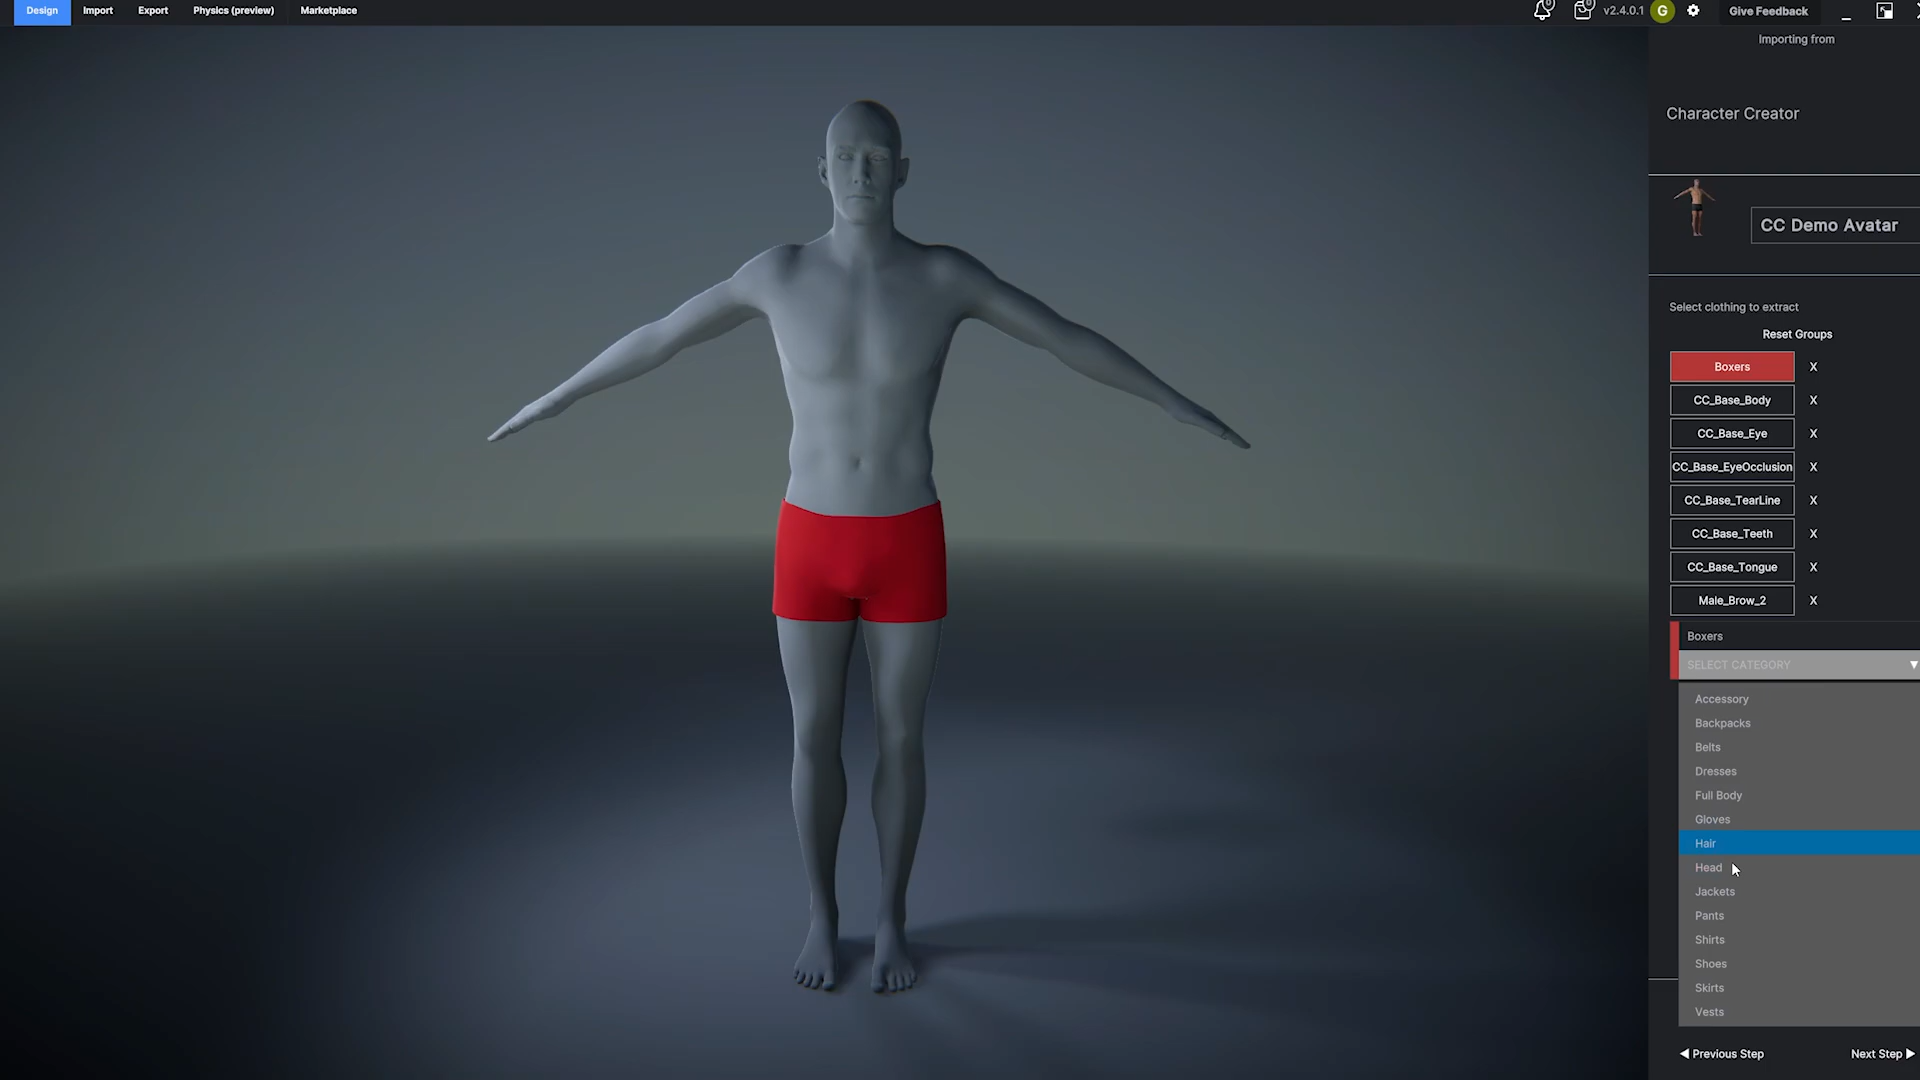 Design Import Export Physics (preview) Marketplace
0 0 v2.4.0.1 G Give Feedback
Importing from
Character Creator
CC Demo Avatar
Select clothing to extract
Reset Groups
Boxers X
CC_Base_Body X
CC_Base_Eye X
CC_Base_EyeOcclusion X
CC_Base_TearLine X
CC_Base_Teeth X
CC_Base_Tongue X
Male_Brow_2 X
Boxers
SELECT CATEGORY
Accessory
Backpacks
Belts
Dresses
Full Body
Gloves
Hair
Head
Jackets
Pants
Shirts
Shoes
Skirts
Vests
Previous Step Next Step